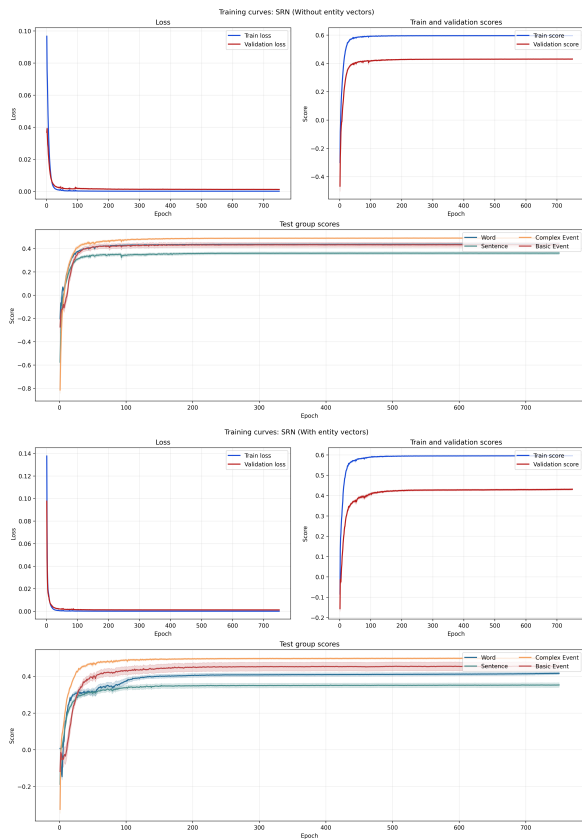 Training curves: SRN (Without entity vectors)
Loss
Train and validation scores
0.10
0.08
0.06
0.04
0.02
0.00
Loss
Train loss
Validation loss
0 100 200 300 400 500 600 700
Epoch
0.6
0.4
0.2
0.0
−0.2
−0.4
Score
Train score
Validation score
0 100 200 300 400 500 600 700
Epoch
Test group scores
0.4
0.2
0.0
−0.2
−0.4
−0.6
−0.8
Score
Word
Sentence
Complex Event
Basic Event
0 100 200 300 400 500 600 700
Epoch
Training curves: SRN (With entity vectors)
Loss
Train and validation scores
0.14
0.12
0.10
0.08
0.06
0.04
0.02
0.00
Loss
Train loss
Validation loss
0 100 200 300 400 500 600 700
Epoch
0.6
0.5
0.4
0.3
0.2
0.1
0.0
−0.1
−0.2
Score
Train score
Validation score
0 100 200 300 400 500 600 700
Epoch
Test group scores
0.4
0.2
0.0
−0.2
Score
Word
Sentence
Complex Event
Basic Event
0 100 200 300 400 500 600 700
Epoch